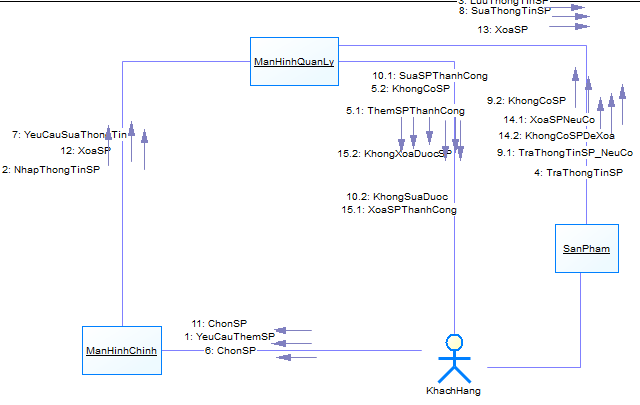 3: LuuThongTinSP
8: SuaThongTinSP
13: XoaSP
ManHinhQuanLy
10.1: SuaSPThanhCong
5.2: KhongCoSP
5.1: ThemSPThanhCong
15.2: KhongXoaDuocSP
10.2: KhongSuaDuoc
15.1: XoaSPThanhCong
9.2: KhongCoSP
14.1: XoaSPNeuCo
14.2: KhongCoSPDeXoa
9.1: TraThongTinSP_NeuCo
4: TraThongTinSP
7: YeuCauSuaThongTin
12: XoaSP
2: NhapThongTinSP
SanPham
11: ChonSP
1: YeuCauThemSP
6: ChonSP
ManHinhChinh
KhachHang